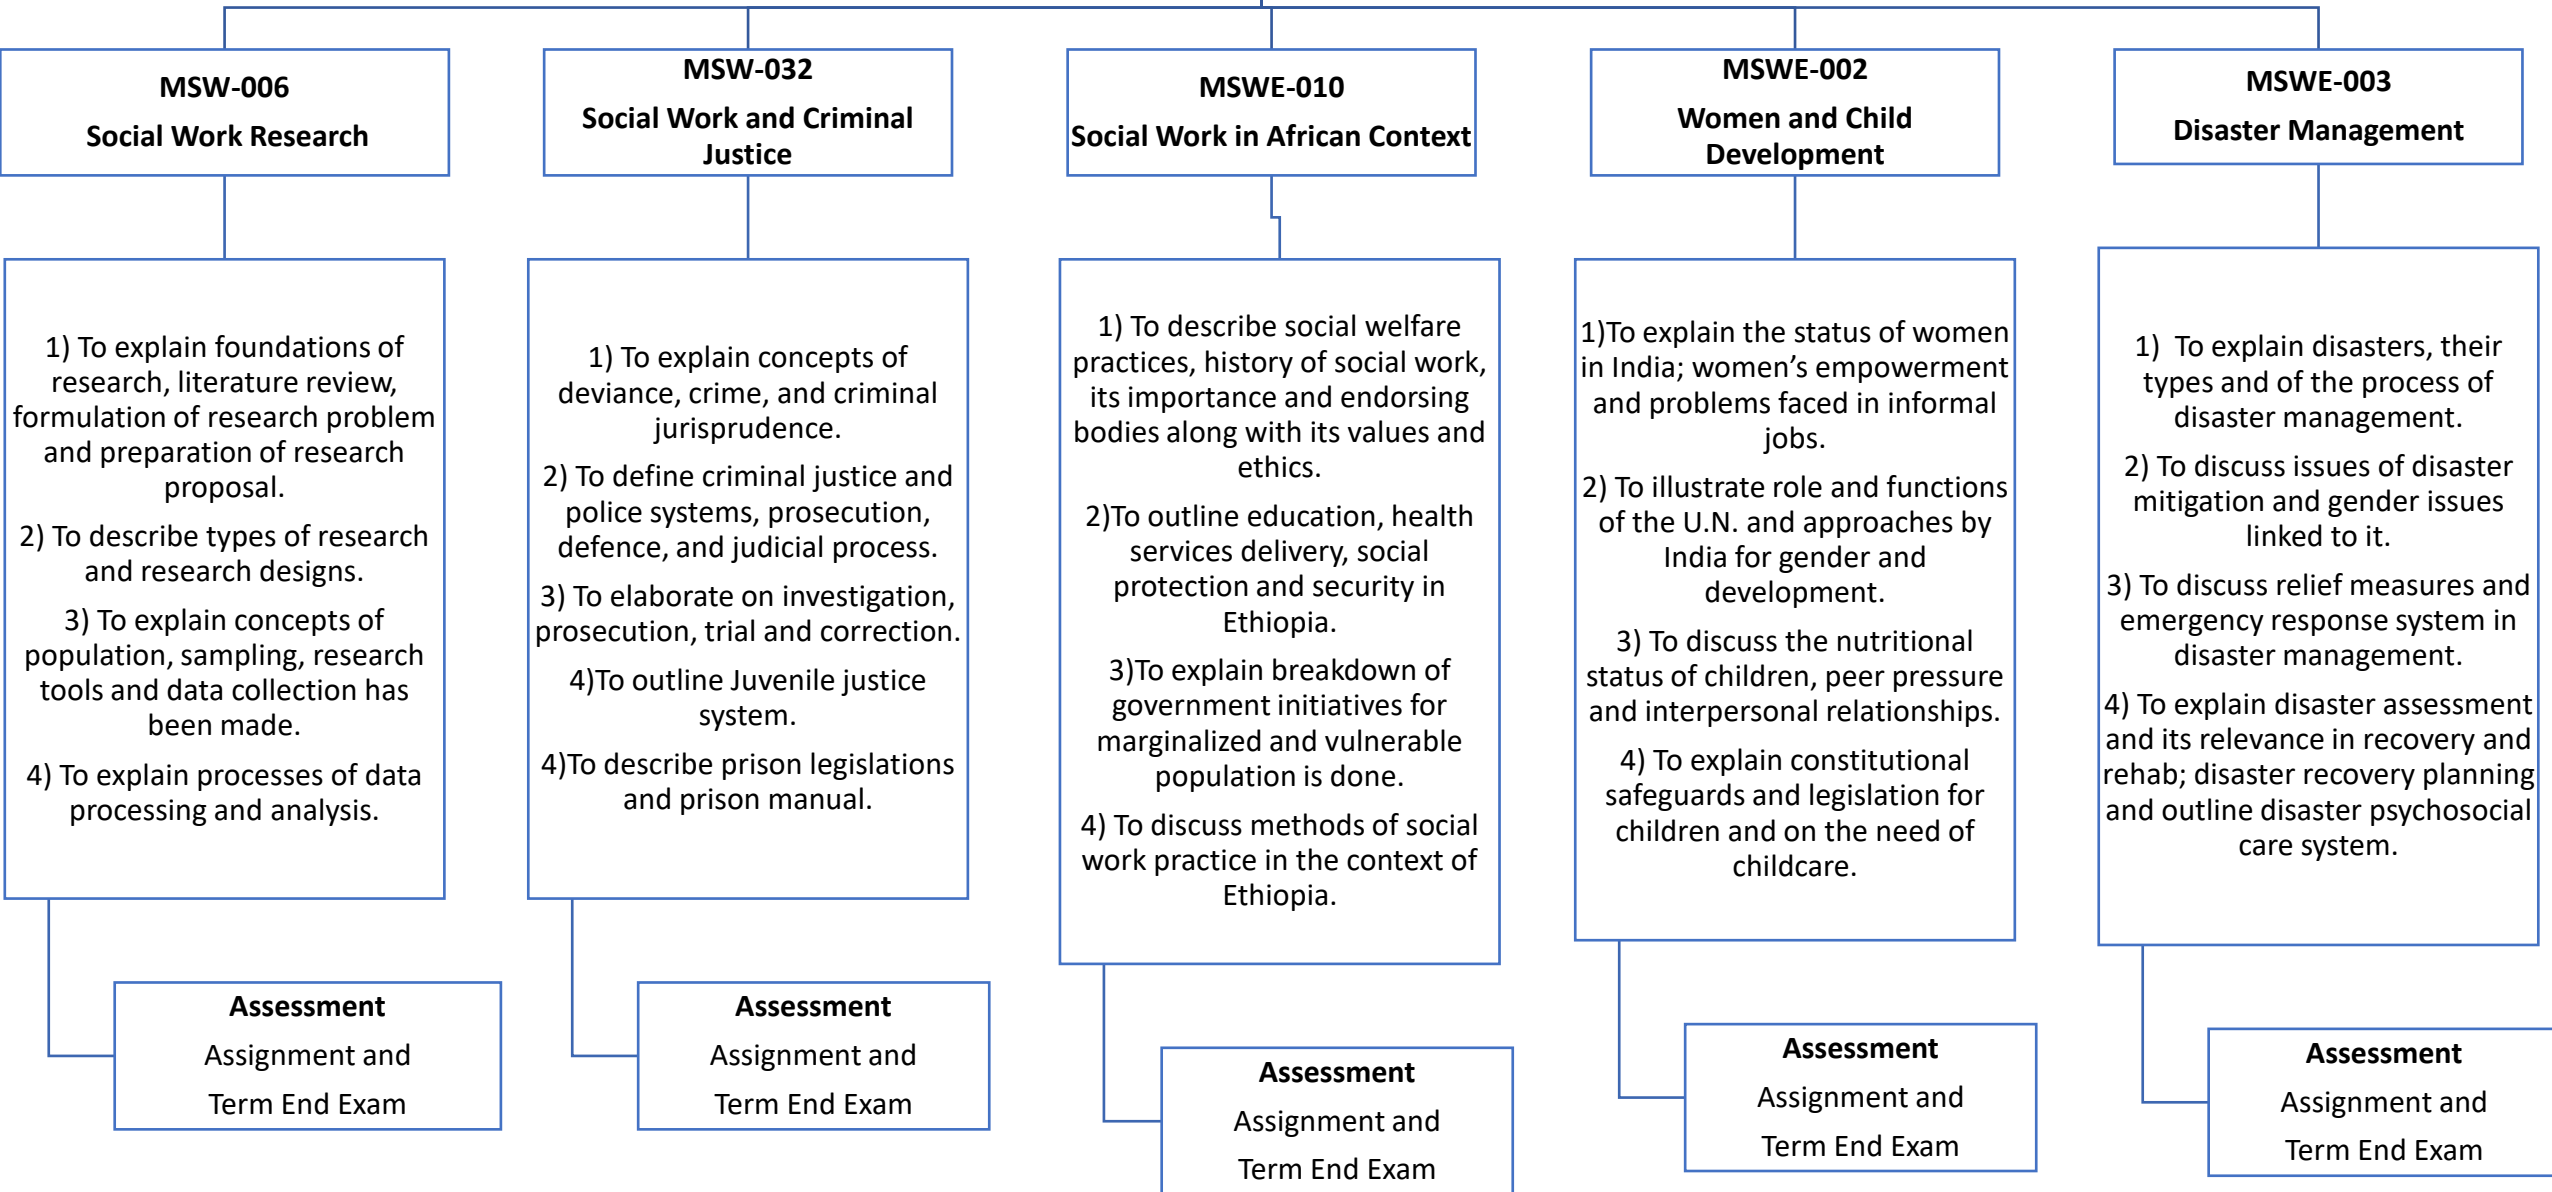 MSW-006
Social Work Research
1) To explain foundations of
research, literature review,
formulation of research problem
and preparation of research
proposal.
2) To describe types of research
and research designs.
3) To explain concepts of
population, sampling, research
tools and data collection has
been made.
4) To explain processes of data
processing and analysis.
Assessment
Assignment and
Term End Exam
MSW-032
Social Work and Criminal
Justice
1) To explain concepts of
deviance, crime, and criminal
jurisprudence.
2) To define criminal justice and
police systems, prosecution,
defence, and judicial process.
3) To elaborate on investigation,
prosecution, trial and correction.
4)To outline Juvenile justice
system.
4)To describe prison legislations
and prison manual.
Assessment
Assignment and
Term End Exam
MSWE-010
Social Work in African Context
1) To describe social welfare
practices, history of social work,
its importance and endorsing
bodies along with its values and
ethics.
2)To outline education, health
services delivery, social
protection and security in
Ethiopia.
3)To explain breakdown of
government initiatives for
marginalized and vulnerable
population is done.
4) To discuss methods of social
work practice in the context of
Ethiopia.
Assessment
Assignment and
Term End Exam
MSWE-002
Women and Child
Development
1)To explain the status of women
in India; women’s empowerment
and problems faced in informal
jobs.
2) To illustrate role and functions
of the U.N. and approaches by
India for gender and
development.
3) To discuss the nutritional
status of children, peer pressure
and interpersonal relationships.
4) To explain constitutional
safeguards and legislation for
children and on the need of
childcare.
Assessment
Assignment and
Term End Exam
MSWE-003
Disaster Management
1) To explain disasters, their
types and of the process of
disaster management.
2) To discuss issues of disaster
mitigation and gender issues
linked to it.
3) To discuss relief measures and
emergency response system in
disaster management.
4) To explain disaster assessment
and its relevance in recovery and
rehab; disaster recovery planning
and outline disaster psychosocial
care system.
Assessment
Assignment and
Term End Exam